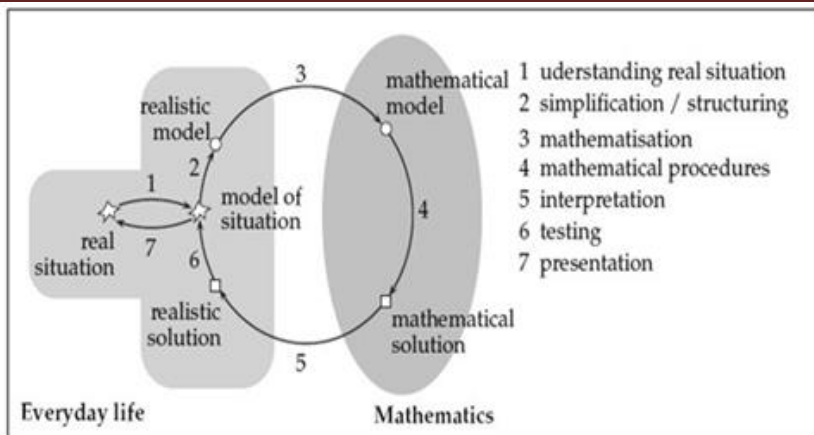 3
realistic
model
mathematical
model
2
1
model of
situation
7
real
situation
6
4
realistic
solution
mathematical
solution
5
Everyday life
Mathematics
1 uderstanding real situation
2 simplification / structuring
3 mathematisation
4 mathematical procedures
5 interpretation
6 testing
7 presentation